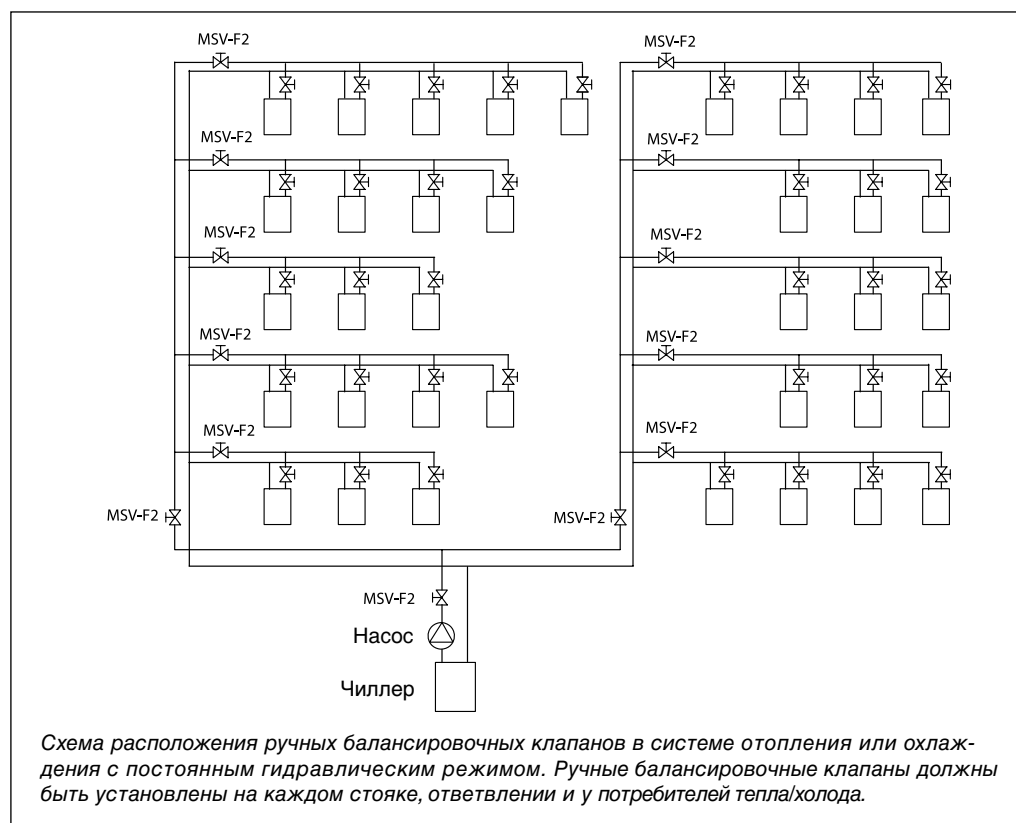 MSV-F2
MSV-F2
MSV-F2
MSV-F2
MSV-F2
MSV-F2
MSV-F2
MSV-F2
MSV-F2
MSV-F2
MSV-F2
MSV-F2
MSV-F2
Насос
Чиллер
Схема расположения ручных балансировочных клапанов в системе отопления или охлаж-
дения с постоянным гидравлическим режимом. Ручные балансировочные клапаны должны
быть установлены на каждом стояке, ответвлении и у потребителей тепла/холода.